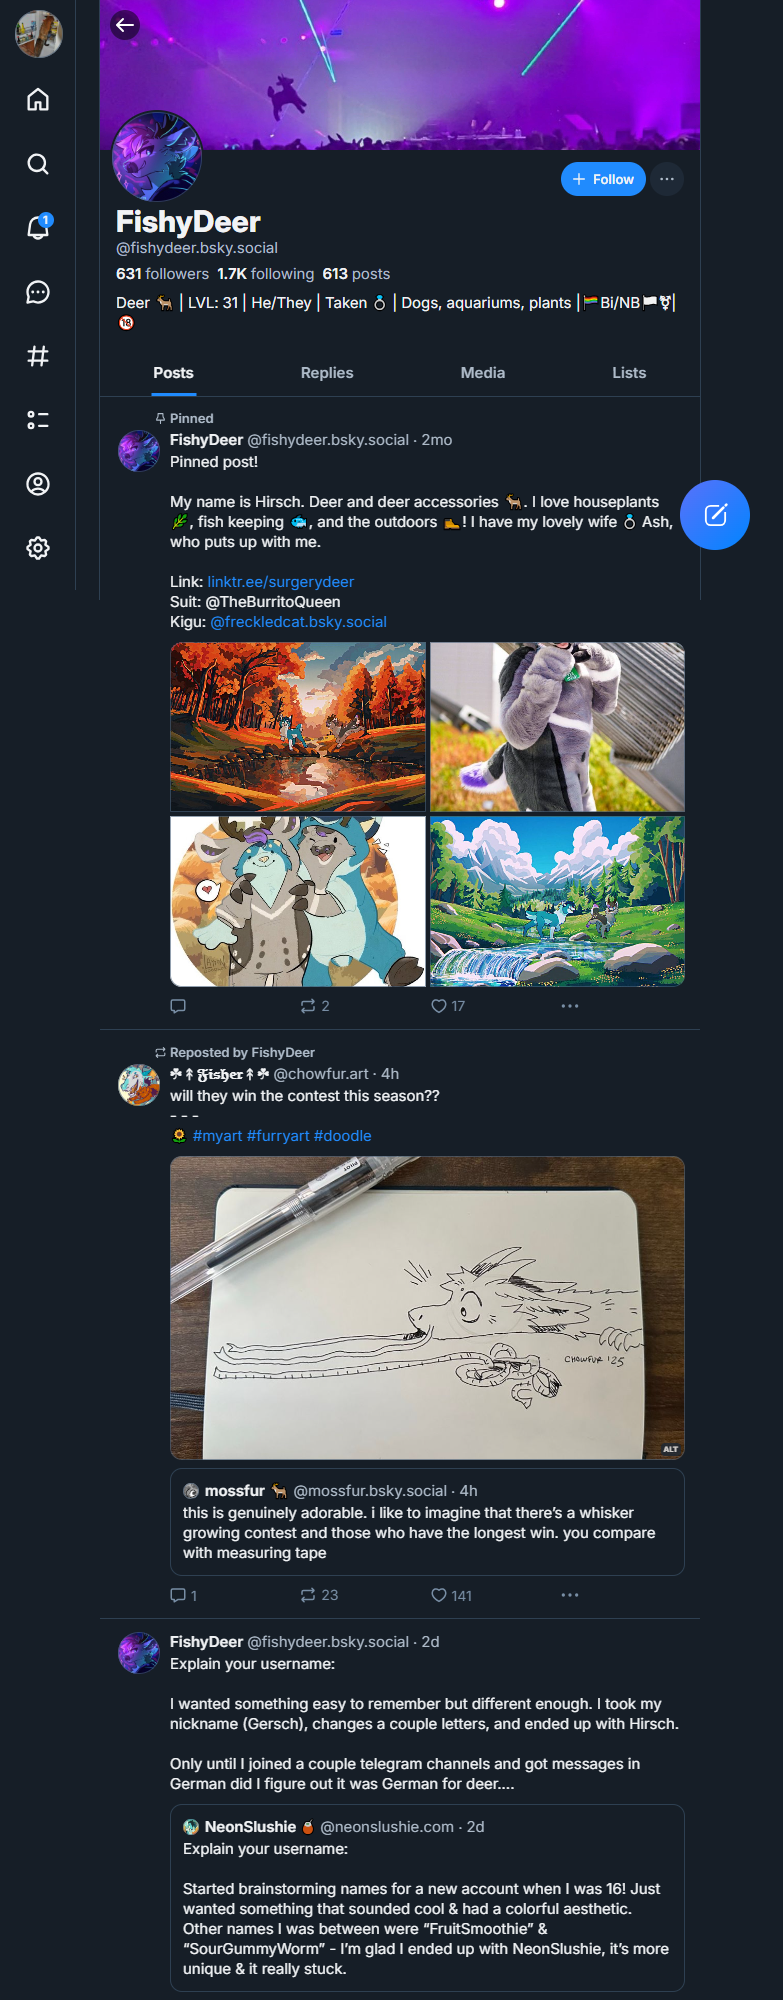 1
+ Follow
FishyDeer
@fishydeer.bsky.social
631 followers 1.7K following 613 posts
Deer 🦌 | LVL: 31 | He/They | Taken 💍 | Dogs, aquariums, plants |🏳️‍🌈Bi/NB🏳️‍⚧️|
🔞
Posts Replies Media Lists
Pinned
FishyDeer @fishydeer.bsky.social · 2mo
Pinned post!
My name is Hirsch. Deer and deer accessories 🦌. I love houseplants
🌿, fish keeping 🐟, and the outdoors 🥾! I have my lovely wife 💍 Ash,
who puts up with me.
Link: linktr.ee/surgerydeer
Suit: @TheBurritoQueen
Kigu: @freckledcat.bsky.social
2 17
Reposted by FishyDeer
☘↟𝕱𝖎𝖘𝖍𝖊𝖗↟☘ @chowfur.art · 4h
will they win the contest this season??
- - -
🌻 #myart #furryart #doodle
PILOT
CHOWFUR '25
ALT
mossfur 🦌 @mossfur.bsky.social · 4h
this is genuinely adorable. i like to imagine that there's a whisker
growing contest and those who have the longest win. you compare
with measuring tape
1 23 141
FishyDeer @fishydeer.bsky.social · 2d
Explain your username:
I wanted something easy to remember but different enough. I took my
nickname (Gersch), changes a couple letters, and ended up with Hirsch.
Only until I joined a couple telegram channels and got messages in
German did I figure out it was German for deer....
NeonSlushie @neonslushie.com · 2d
Explain your username:
Started brainstorming names for a new account when I was 16! Just
wanted something that sounded cool & had a colorful aesthetic.
Other names I was between were “FruitSmoothie” &
“SourGummyWorm” - I’m glad I ended up with NeonSlushie, it’s more
unique & it really stuck.